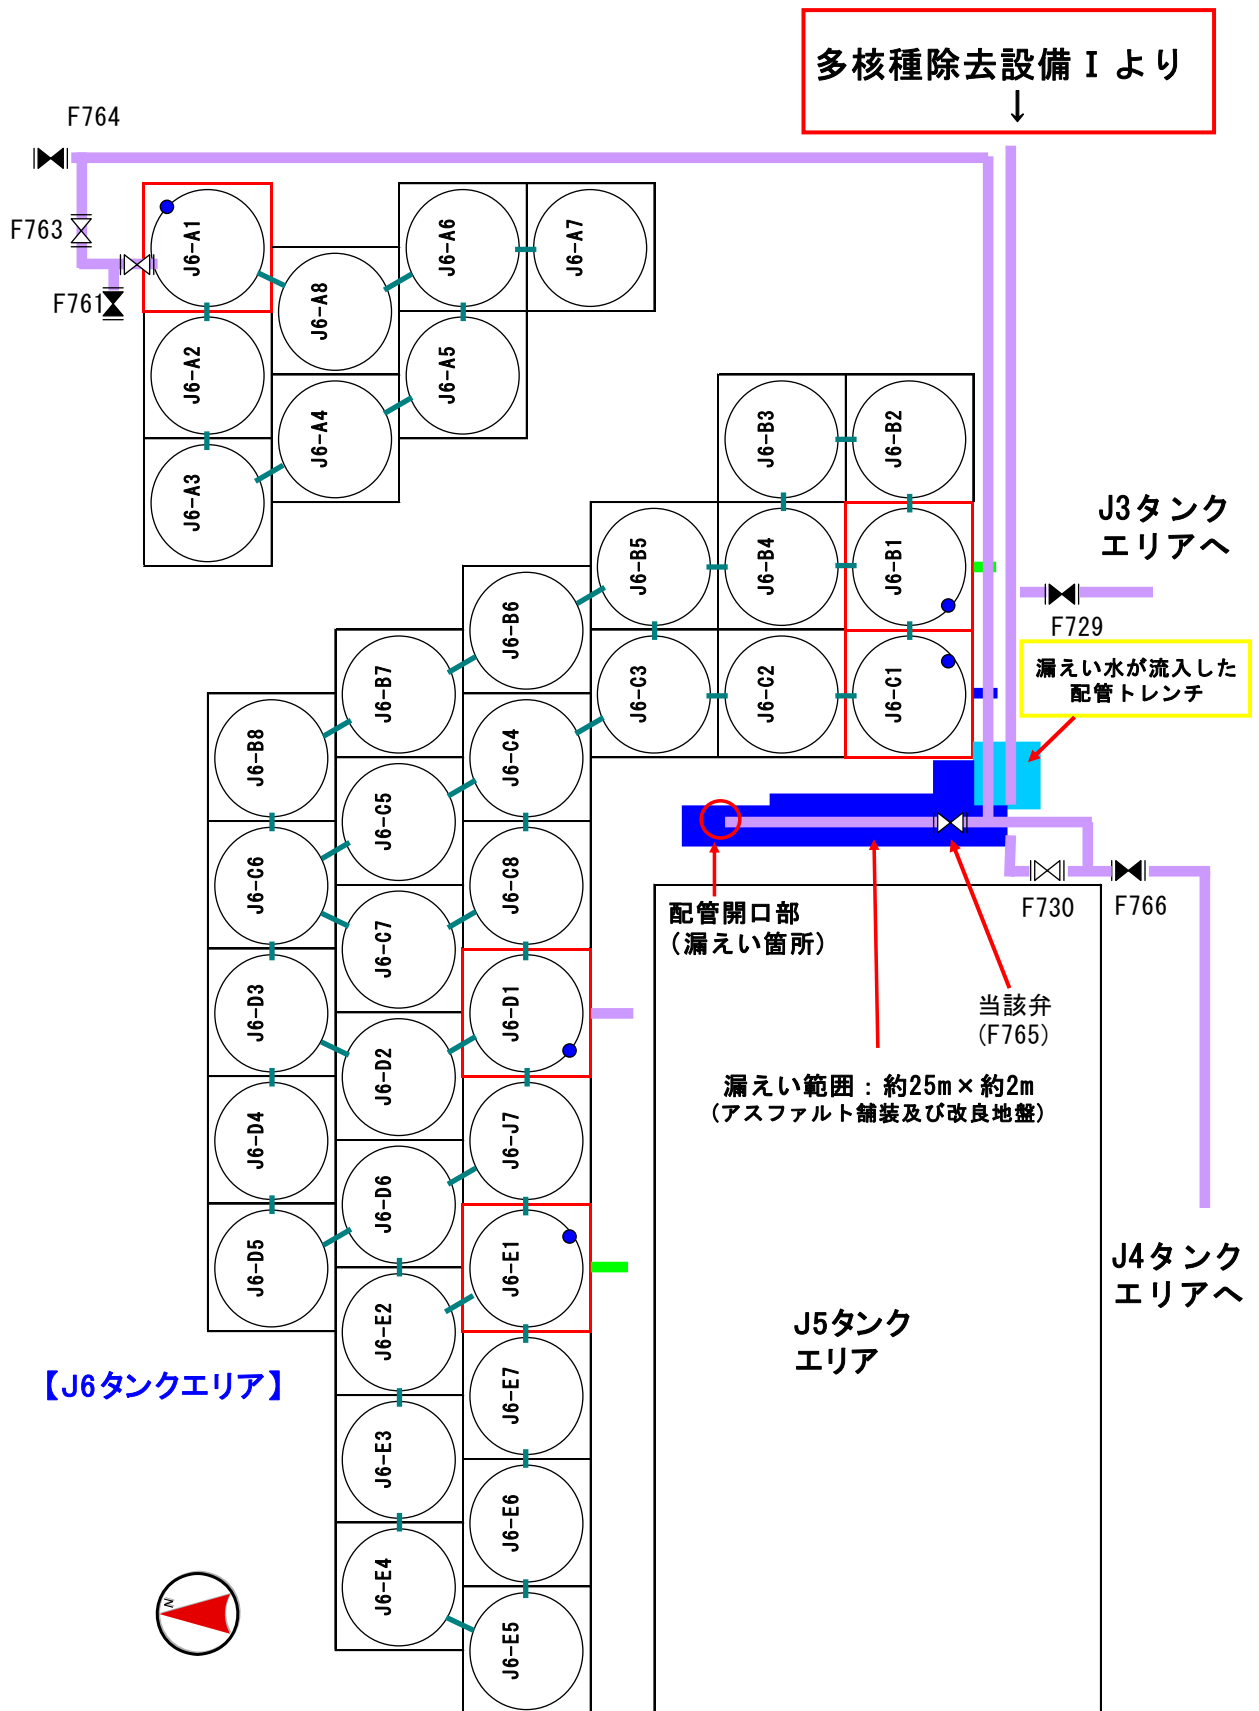 多核種除去設備Ⅰより
↓
F764
F763
F761
J6-A1
J6-A2
J6-A3
J6-A8
J6-A4
J6-A6
J6-A5
J6-A7
J6-B3
J6-B2
J6-B5
J6-B4
J6-B1
J6-B6
J6-B7
J6-B8
J6-C3
J6-C2
J6-C1
J6-C4
J6-C5
J6-C6
J6-C8
J6-C7
J6-D3
J6-D1
J6-D2
J6-D4
J6-J7
J6-D6
J6-D5
J6-E1
J6-E2
J6-E7
J6-E3
J6-E6
J6-E4
J6-E5
J3タンク
エリアへ
F729
漏えい水が流入した
配管トレンチ
F730
F766
配管開口部
(漏えい箇所)
当該弁
(F765)
漏えい範囲：約25m×約2m
(アスファルト舗装及び改良地盤)
J4タンク
エリアへ
J5タンク
エリア
【J6タンクエリア】
N